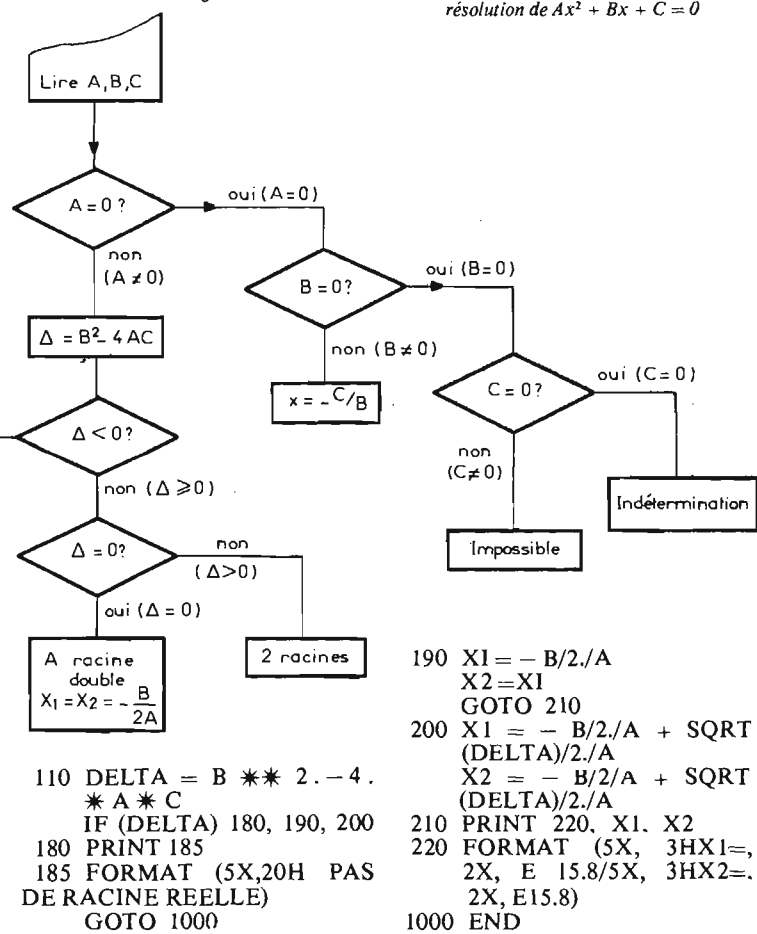 résolution de Ax² + Bx + C = 0
Lire A,B,C
A = 0 ?
oui (A=0)
non
(A ≠ 0)
B = 0?
oui (B=0)
Δ = B² - 4 AC
non (B ≠ 0)
x = - C/B
C = 0?
oui (C = 0)
Δ < 0?
non
(C ≠ 0)
non (Δ ⩾ 0)
Indétermination
Impossible
Δ = 0?
non
(Δ > 0)
oui (Δ = 0)
A racine
double
X₁ = X₂ = - B/2A
2 racines
110 DELTA = B ** 2. – 4.
* A * C
IF (DELTA) 180, 190, 200
180 PRINT 185
185 FORMAT (5X,20H PAS
DE RACINE REELLE)
GOTO 1000
190 X1 = – B/2./A
X2 = X1
GOTO 210
200 X1 = – B/2./A + SQRT
(DELTA)/2./A
X2 = – B/2/A + SQRT
(DELTA)/2./A
210 PRINT 220, X1. X2
220 FORMAT (5X, 3HX1=,
2X, E 15.8/5X, 3HX2=.
2X, E15.8)
1000 END